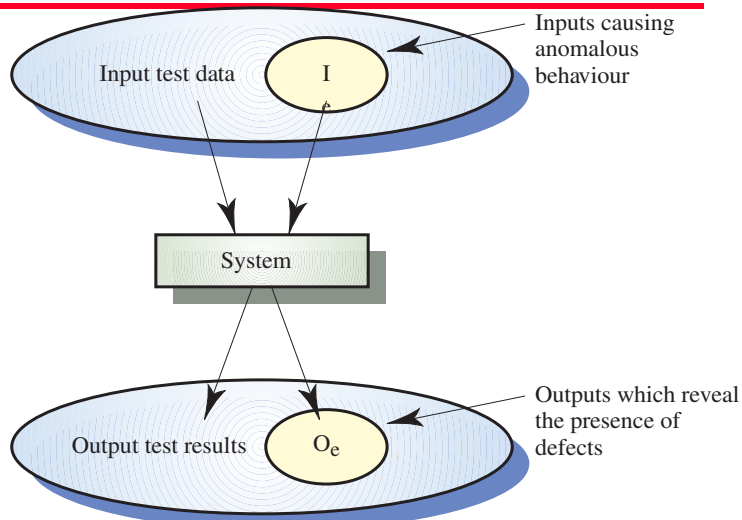 Inputs causing
anomalous
behaviour
Input test data
I
e
System
Outputs which reveal
the presence of
defects
Output test results
Oe